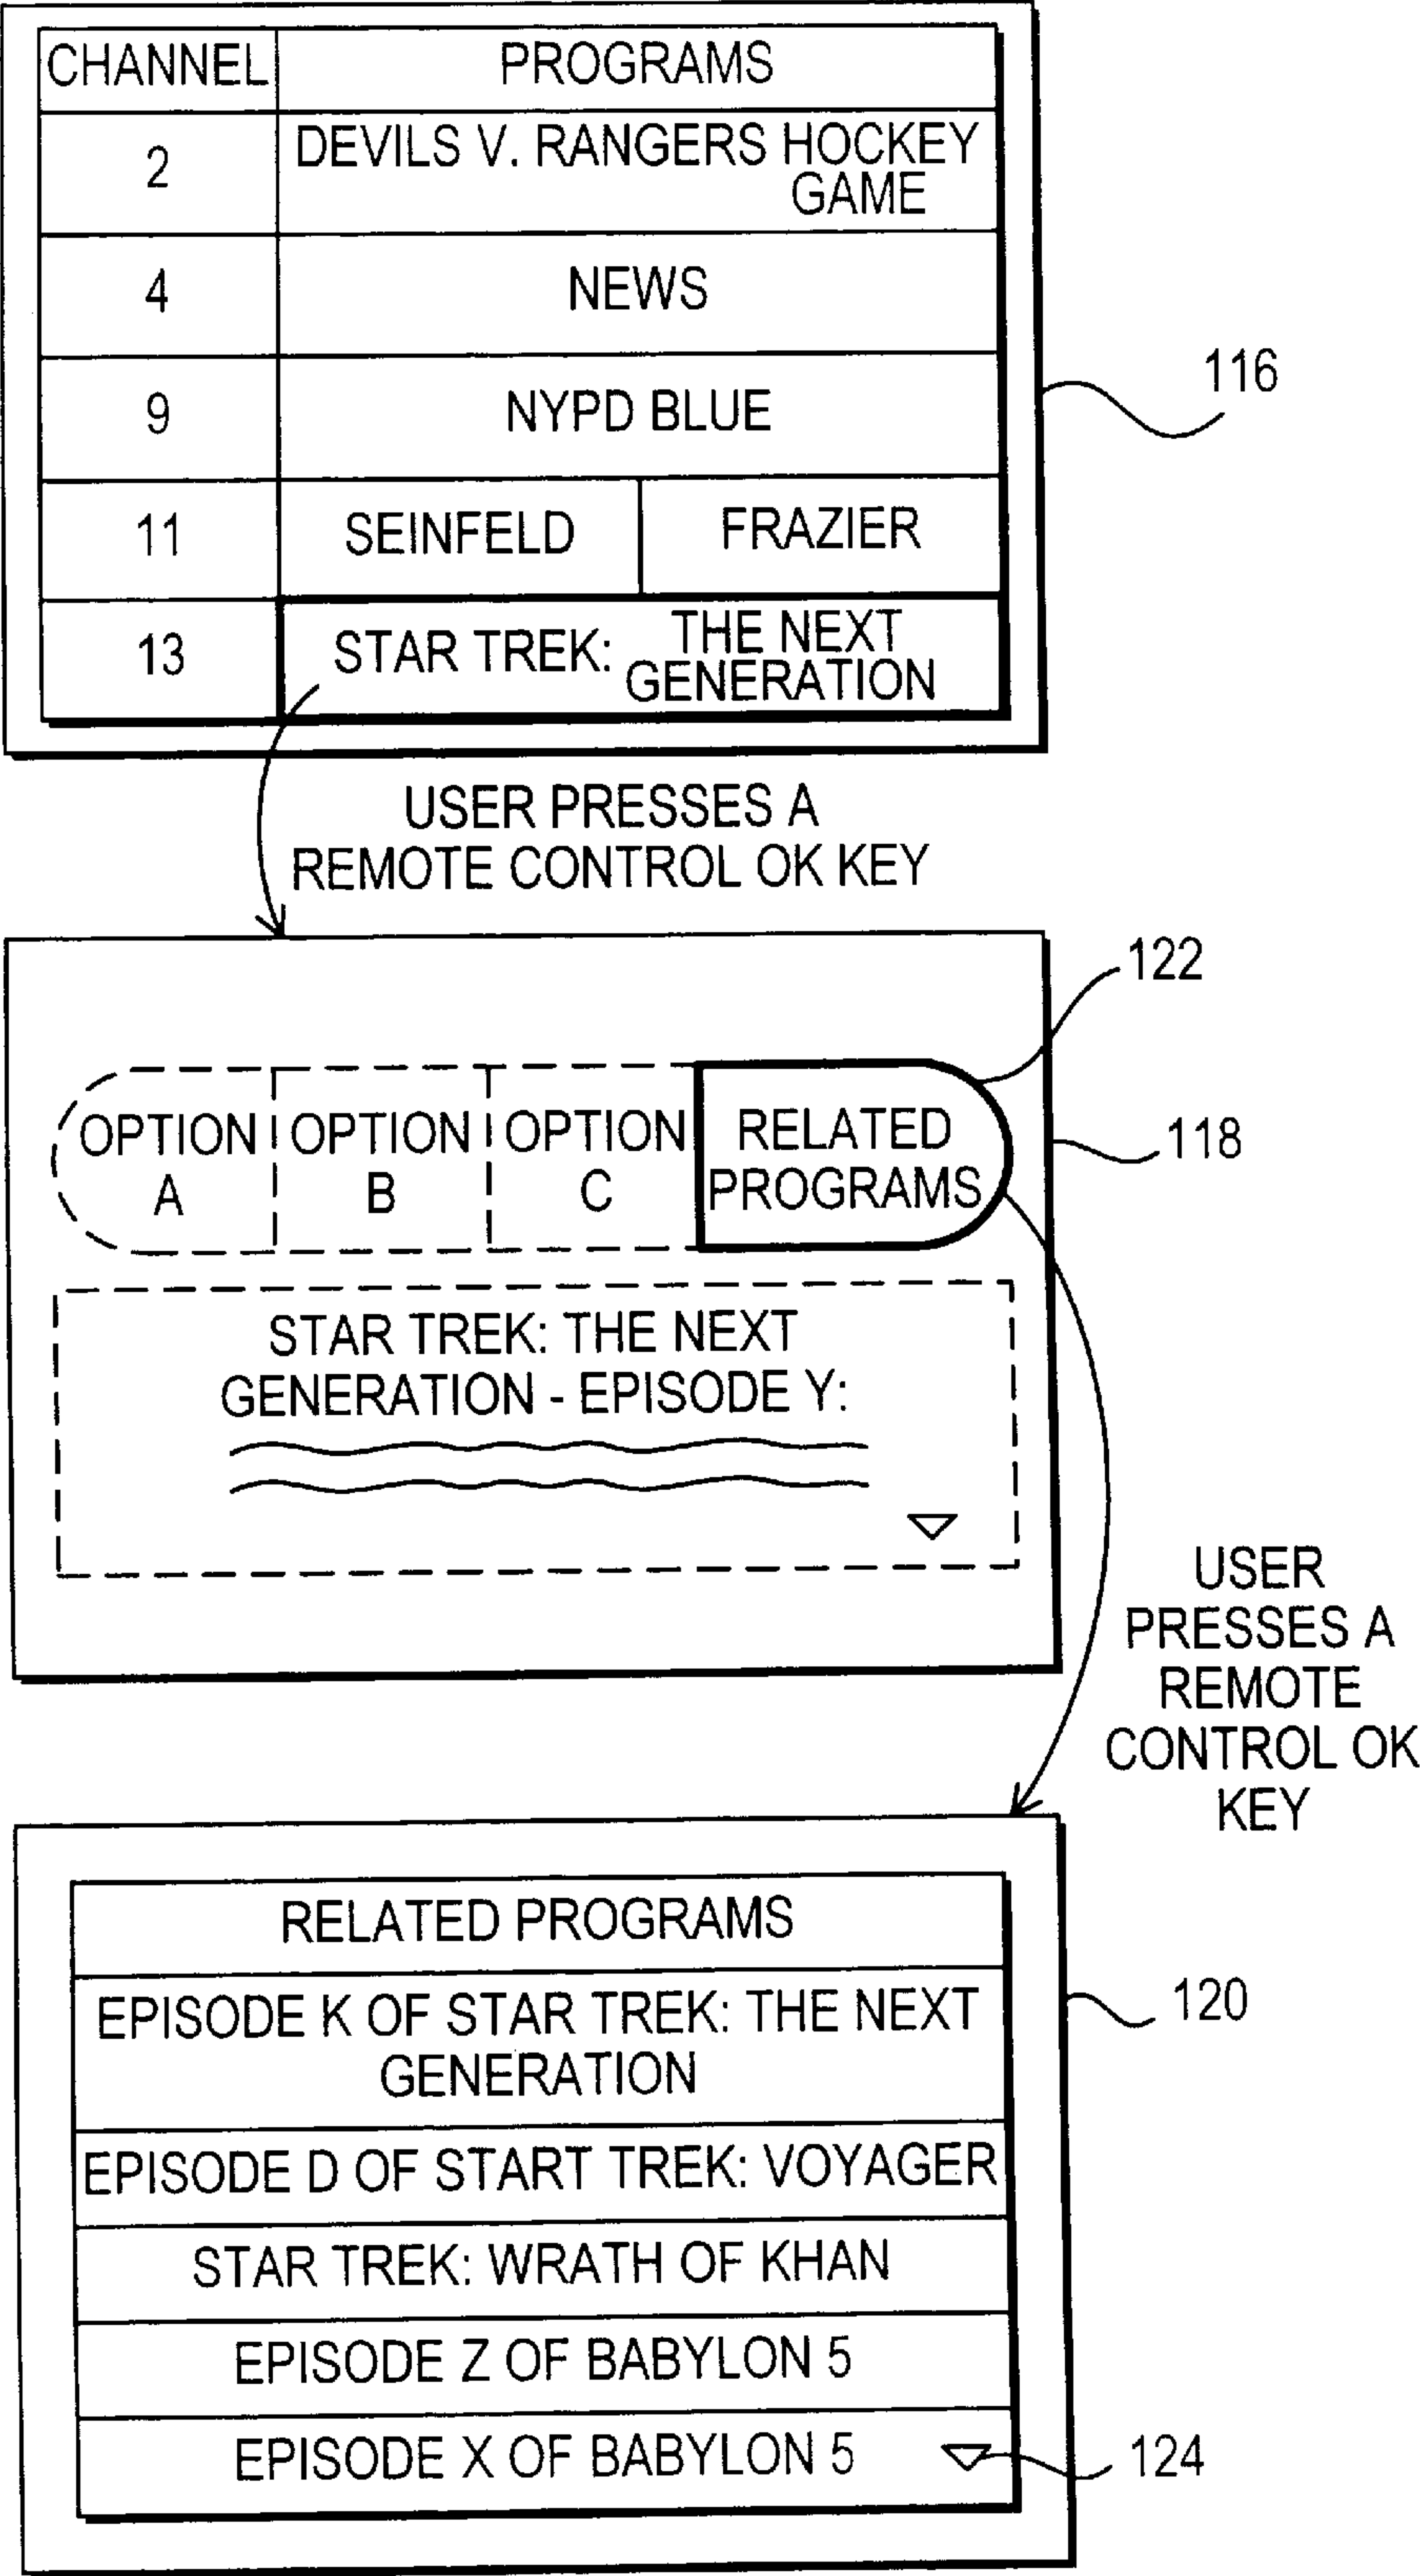 CHANNEL PROGRAMS
2 DEVILS V. RANGERS HOCKEY
GAME
4 NEWS
9 NYPD BLUE
11 SEINFELD FRAZIER
13 STAR TREK: THE NEXT
GENERATION
116
USER PRESSES A
REMOTE CONTROL OK KEY
122
OPTION A
OPTION B
OPTION C
RELATED
PROGRAMS
118
STAR TREK: THE NEXT
GENERATION - EPISODE Y:
USER
PRESSES A
REMOTE
CONTROL OK
KEY
RELATED PROGRAMS
EPISODE K OF STAR TREK: THE NEXT
GENERATION
120
EPISODE D OF START TREK: VOYAGER
STAR TREK: WRATH OF KHAN
EPISODE Z OF BABYLON 5
EPISODE X OF BABYLON 5
124